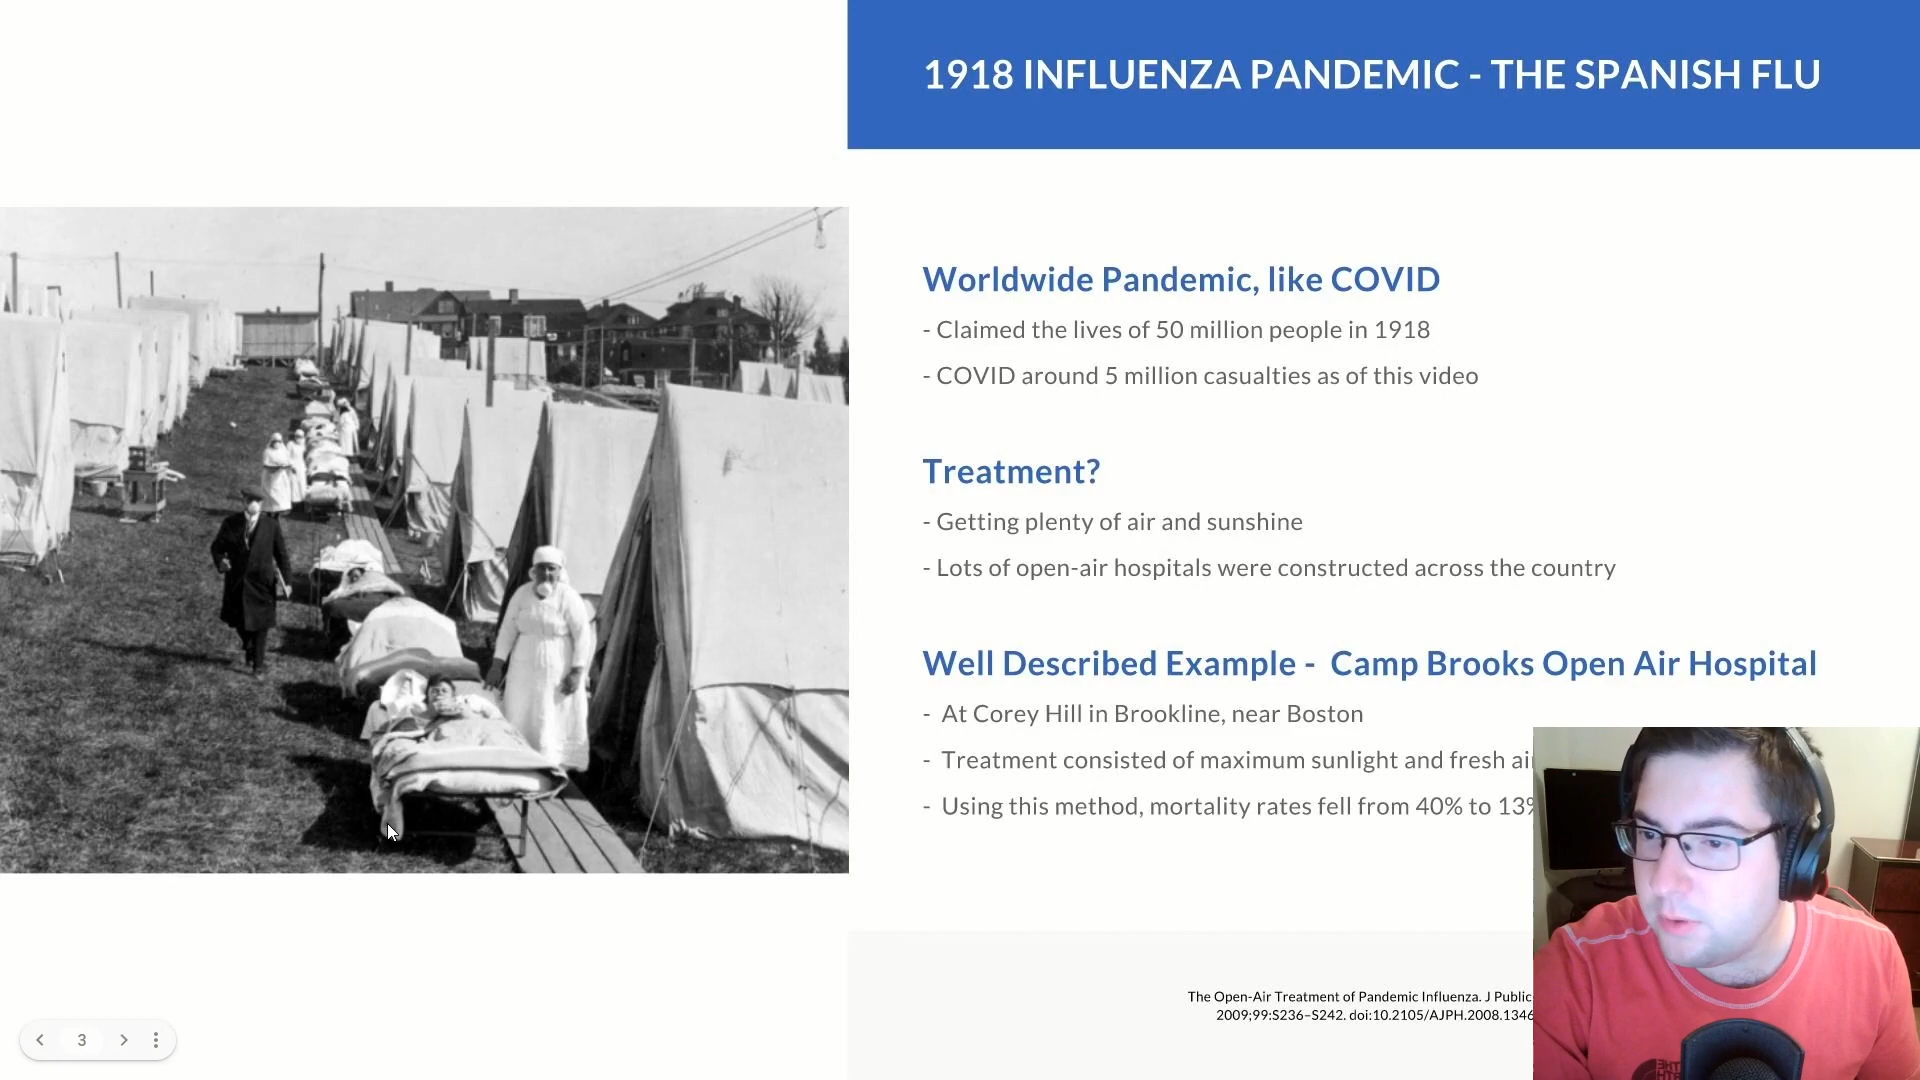 1918 INFLUENZA PANDEMIC - THE SPANISH FLU
Worldwide Pandemic, like COVID
- Claimed the lives of 50 million people in 1918
- COVID around 5 million casualties as of this video
Treatment?
- Getting plenty of air and sunshine
- Lots of open-air hospitals were constructed across the country
Well Described Example - Camp Brooks Open Air Hospital
- At Corey Hill in Brookline, near Boston
- Treatment consisted of maximum sunlight and fresh air
- Using this method, mortality rates fell from 40% to 13%
The Open-Air Treatment of Pandemic Influenza. J Public
2009;99:S236–S242. doi:10.2105/AJPH.2008.1346
3